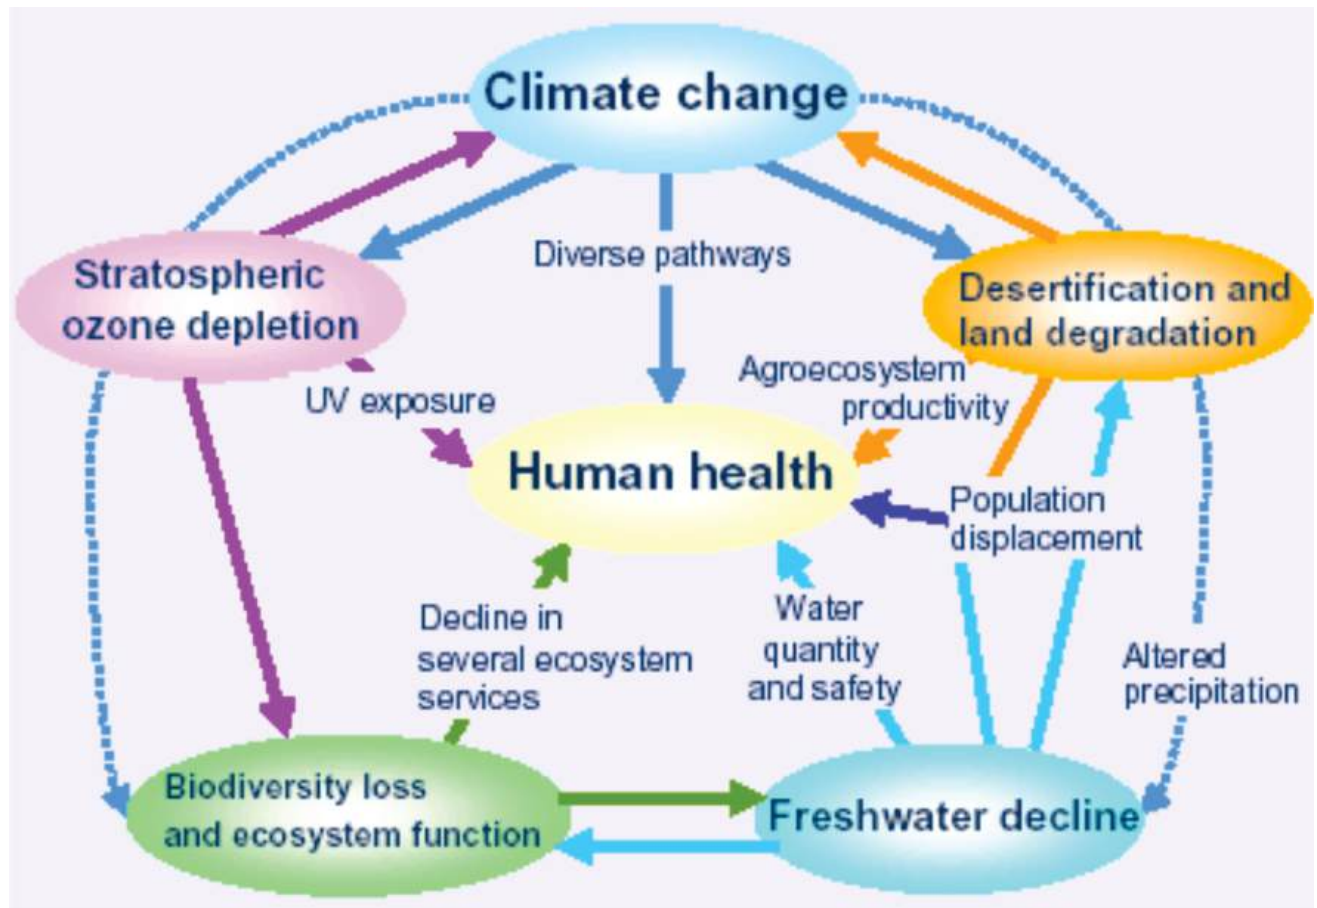 Climate change
Diverse pathways
Stratospheric
ozone depletion
Desertification and
land degradation
UV exposure
Agroecosystem
productivity
Human health
Population
displacement
Decline in
several ecosystem
services
Water
quantity
and safety
Altered
precipitation
Biodiversity loss
and ecosystem function
Freshwater decline